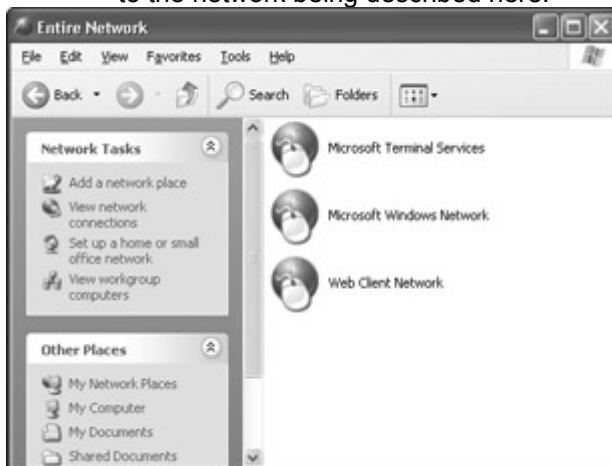 to the network being described here.
Entire Network
File Edit View Favorites Tools Help
Back Search Folders
Network Tasks
Add a network place
View network
connections
Set up a home or small
office network
View workgroup
computers
Other Places
My Network Places
My Computer
My Documents
Shared Documents
Microsoft Terminal Services
Microsoft Windows Network
Web Client Network